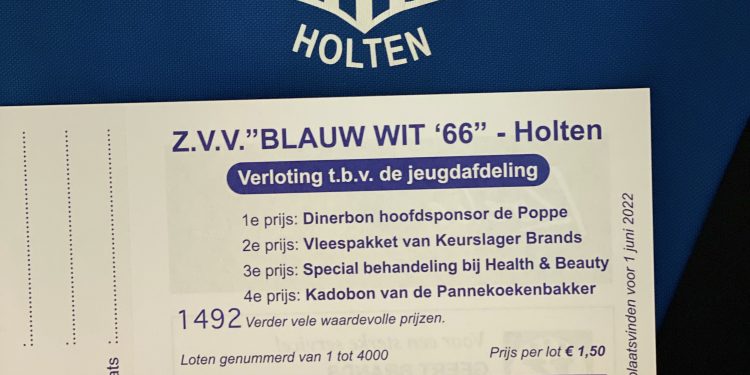 HOLTEN
Z.V.V."BLAUW WIT ‘66” - Holten
Verloting t.b.v. de jeugdafdeling
1e prijs: Dinerbon hoofdsponsor de Poppe
2e prijs: Vleespakket van Keurslager Brands
3e prijs: Special behandeling bij Health & Beauty
4e prijs: Kadobon van de Pannekoekenbakker
1492 Verder vele waardevolle prijzen.
Loten genummerd van 1 tot 4000 Prijs per lot € 1,50
plaatsvinden voor 1 juni 2022